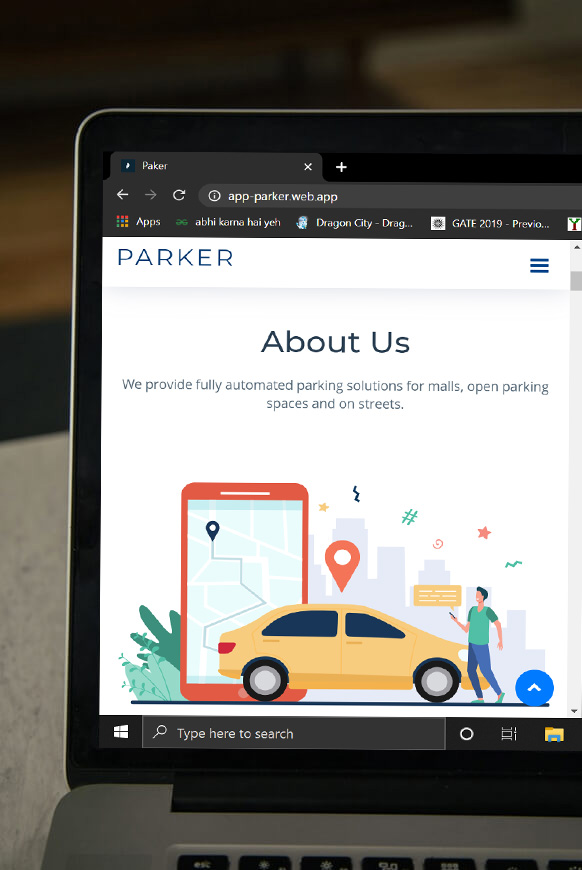 Paker
app-parker.web.app
Apps abhi karna hai yeh Dragon City - Drag... GATE 2019 - Previo...
PARKER
About Us
We provide fully automated parking solutions for malls, open parking
spaces and on streets.
#
Type here to search
esc